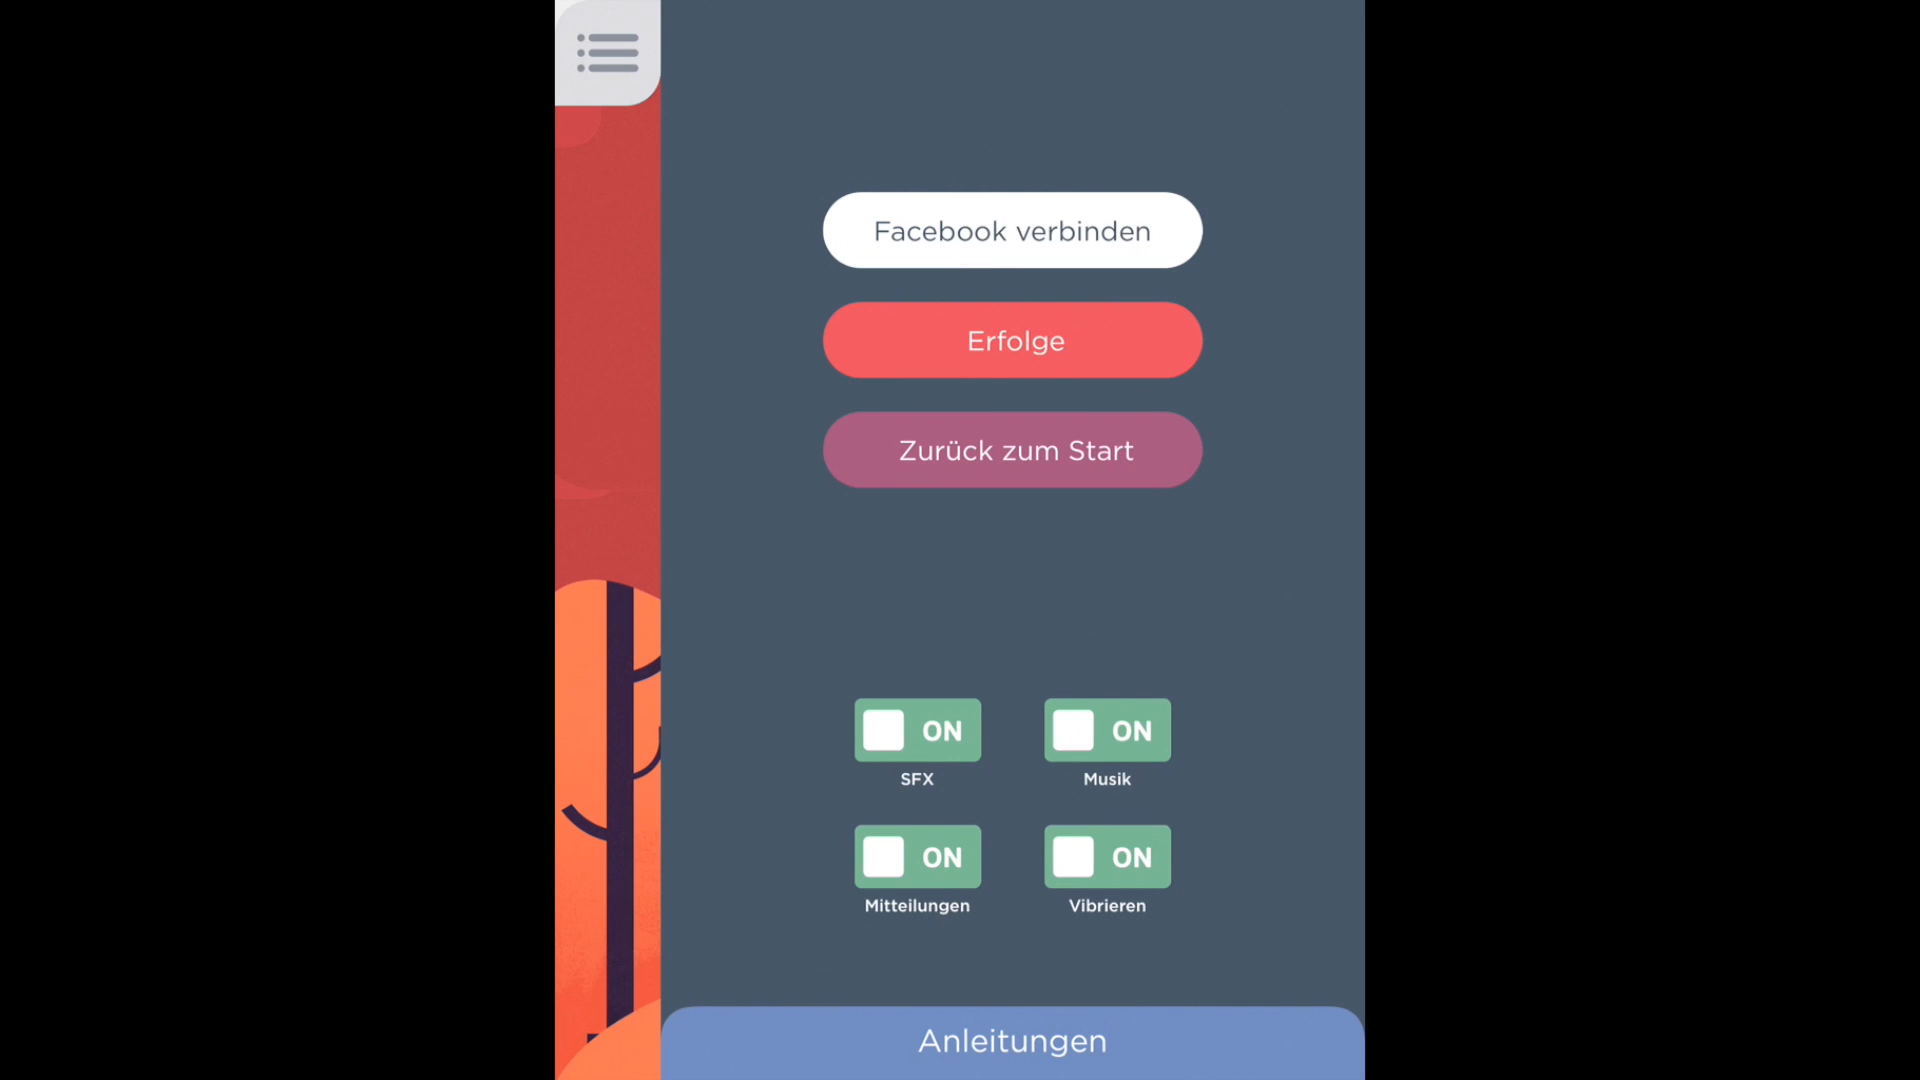 Facebook verbinden
Erfolge
Zurück zum Start
ON
SFX
ON
Musik
ON
Mitteilungen
ON
Vibrieren
Anleitungen